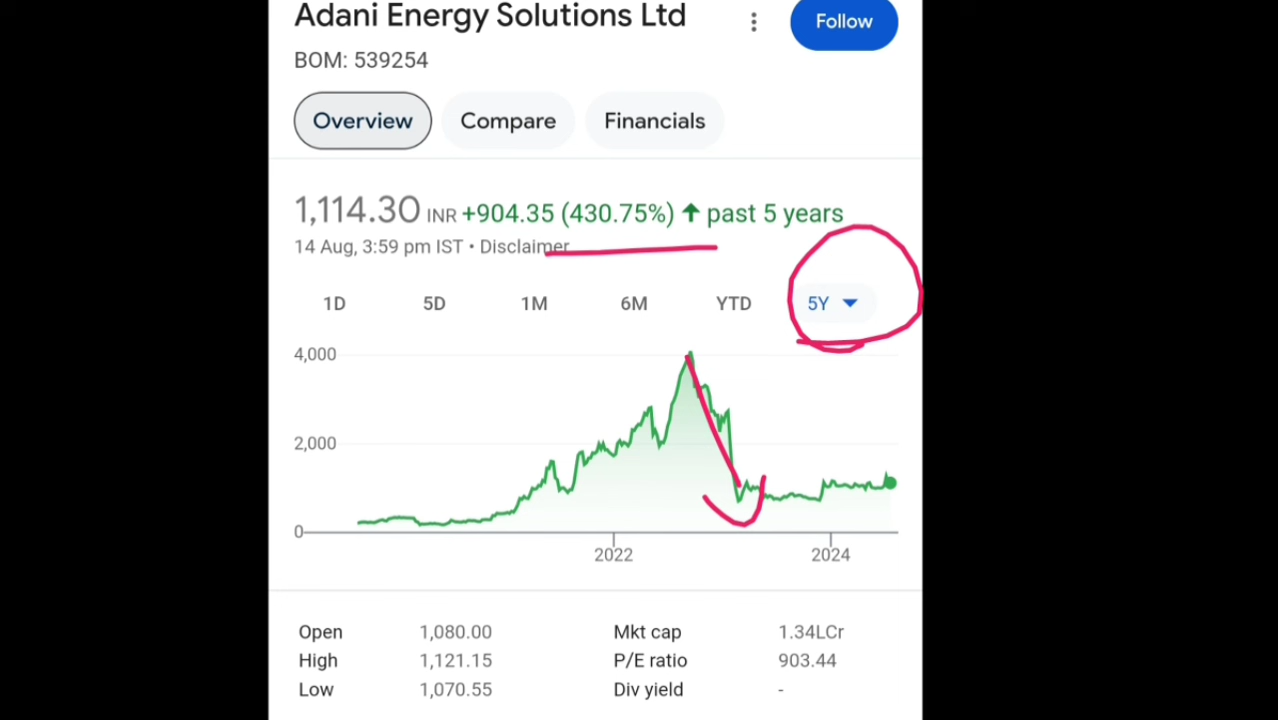 Adani Energy Solutions Ltd
Follow
BOM: 539254
Overview Compare Financials
1,114.30 INR +904.35 (430.75%) ↑ past 5 years
14 Aug, 3:59 pm IST • Disclaimer
1D 5D 1M 6M YTD 5Y
4,000
2,000
0
2022 2024
Open 1,080.00 Mkt cap 1.34LCr
High 1,121.15 P/E ratio 903.44
Low 1,070.55 Div yield -